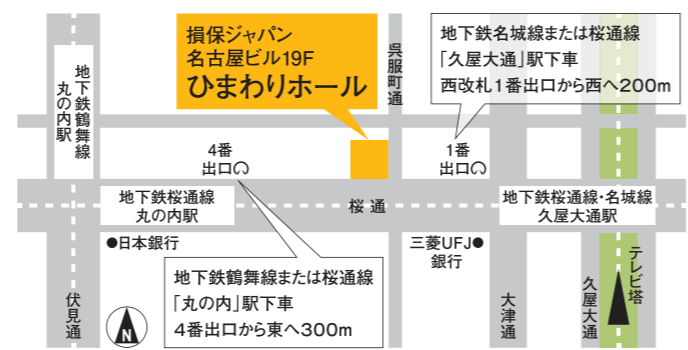 損保ジャパン
名古屋ビル19F
ひまわりホール
地下鉄名城線または桜通線
「久屋大通」駅下車
西改札1番出口から西へ200m
呉服町通
地下鉄鶴舞線
丸の内駅
4番
出口
1番
出口
地下鉄桜通線
丸の内駅
桜通
地下鉄桜通線・名城線
久屋大通駅
●日本銀行
三菱UFJ●
銀行
地下鉄鶴舞線または桜通線
「丸の内」駅下車
4番出口から東へ300m
伏見通
N
大津通
久屋大通
テレビ塔